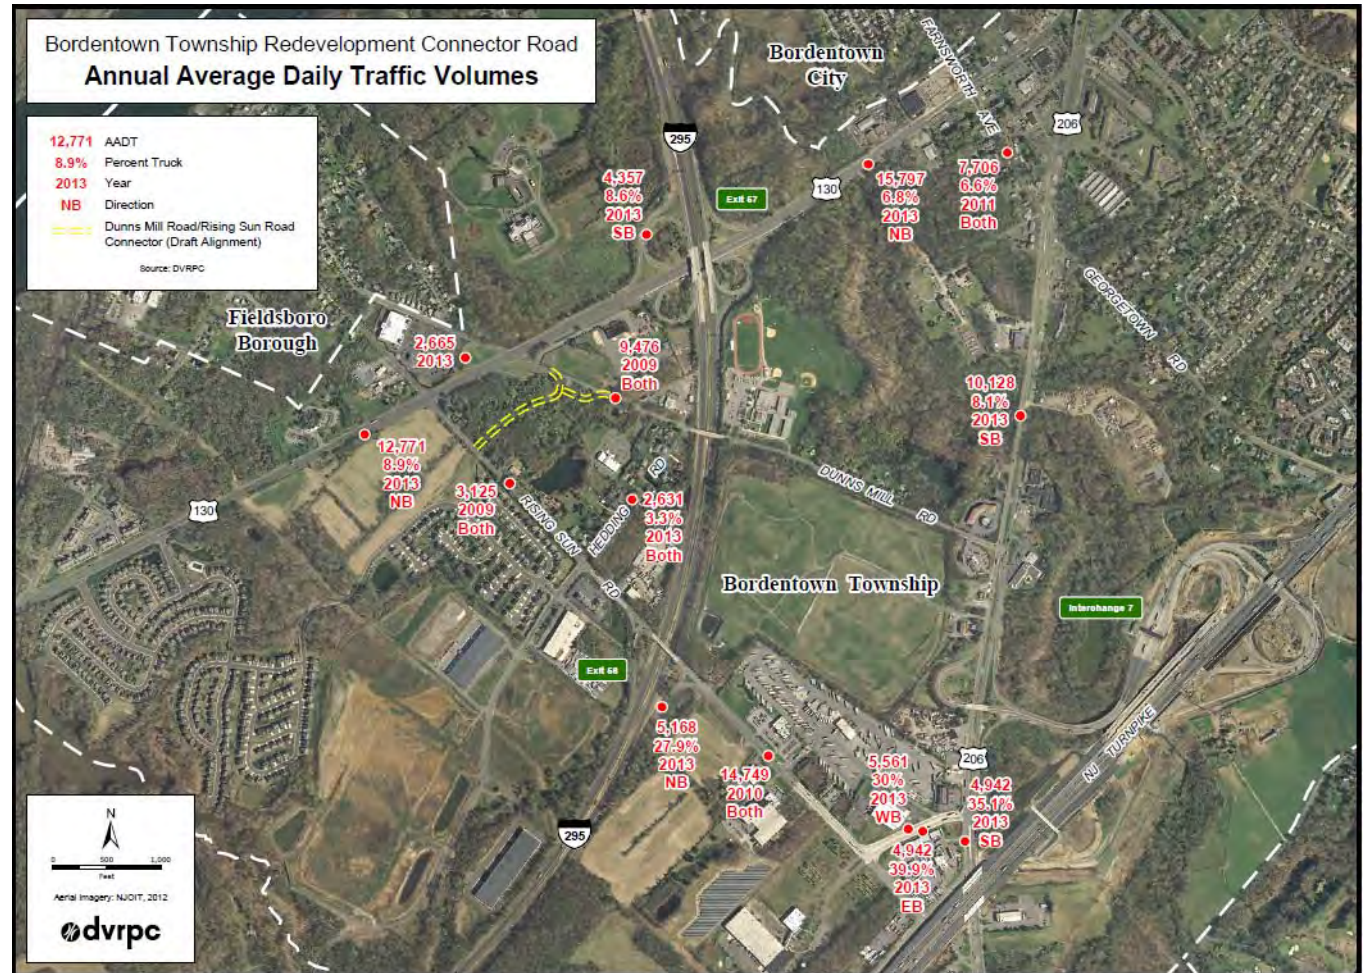 Bordentown Township Redevelopment Connector Road
Annual Average Daily Traffic Volumes
12,771 AADT
8.9% Percent Truck
2013 Year
NB Direction
Dunns Mill Road/Rising Sun Road
Connector (Draft Alignment)
Source: DVRPC
Bordentown
City
FARNSWORTH AVE
206
295
Exit 57
130
4,357
8.6%
2013
SB
15,797
6.8%
2013
NB
7,706
6.6%
2011
Both
GEORGETOWN RD
Fieldsboro
Borough
2,665
2013
9,476
2009
Both
10,128
8.1%
2013
SB
12,771
8.9%
2013
NB
130
3,125
2009
Both
RISING SUN RD
HEDDING RD
2,631
3.3%
2013
Both
DUNNS MILL RD
Bordentown Township
Interchange 7
Exit 56
5,168
27.9%
2013
NB
14,749
2010
Both
5,561
30%
2013
WB
206
4,942
35.1%
2013
SB
4,942
39.9%
2013
EB
NJ TURNPIKE
295
N
0 500 1,000
Feet
Aerial Imagery: NJOIT, 2012
dvrpc